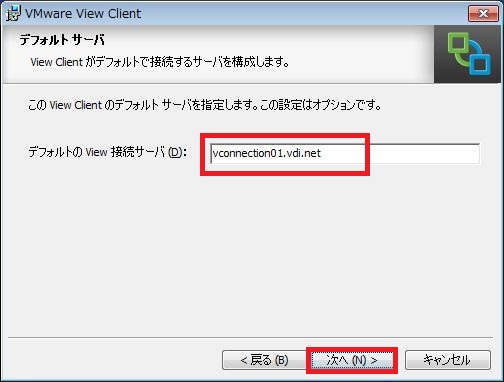 VMware View Client
デフォルト サーバ
View Client がデフォルトで接続するサーバを構成します。
この View Client のデフォルト サーバを指定します。この設定はオプションです。
デフォルトの View 接続サーバ (D): vconnection01.vdi.net
< 戻る (B) 次へ (N) > キャンセル